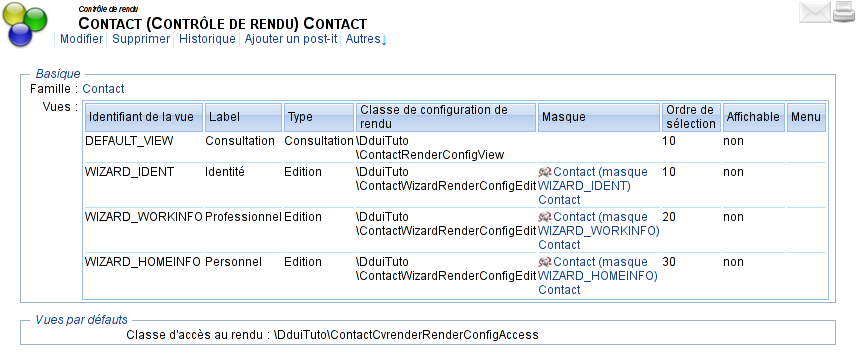 Contrôle de rendu
CONTACT (CONTRÔLE DE RENDU) CONTACT
Modifier Supprimer Historique Ajouter un post-it Autres↓
Basique
Famille : Contact
Vues :
Identifiant de la vue Label Type Classe de configuration de rendu Masque Ordre de sélection Affichable Menu
DEFAULT_VIEW Consultation Consultation \DduiTuto 10 non
\ContactRenderConfigView
WIZARD_IDENT Identité Edition \DduiTuto Contact (masque 10 non
\ContactWizardRenderConfigEdit WIZARD_IDENT)
Contact
WIZARD_WORKINFO Professionnel Edition \DduiTuto Contact (masque 20 non
\ContactWizardRenderConfigEdit WIZARD_WORKINFO)
Contact
WIZARD_HOMEINFO Personnel Edition \DduiTuto Contact (masque 30 non
\ContactWizardRenderConfigEdit WIZARD_HOMEINFO)
Contact
Vues par défauts
Classe d'accès au rendu : \DduiTuto\ContactCvrenderRenderConfigAccess